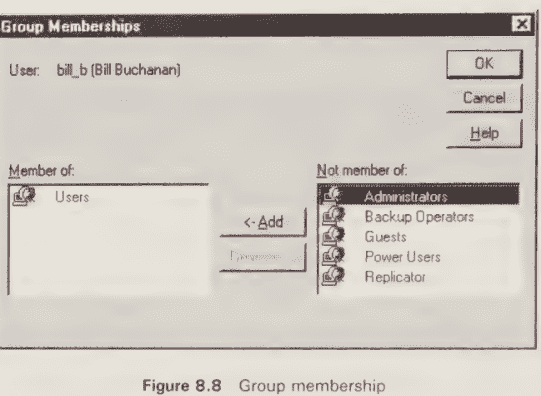 Group Memberships
User: bill_b (Bill Buchanan)
OK
Cancel
Help
Member of:
Users
<- Add
Not member of:
Administrators
Backup Operators
Guests
Power Users
Replicator
Figure 8.8 Group membership